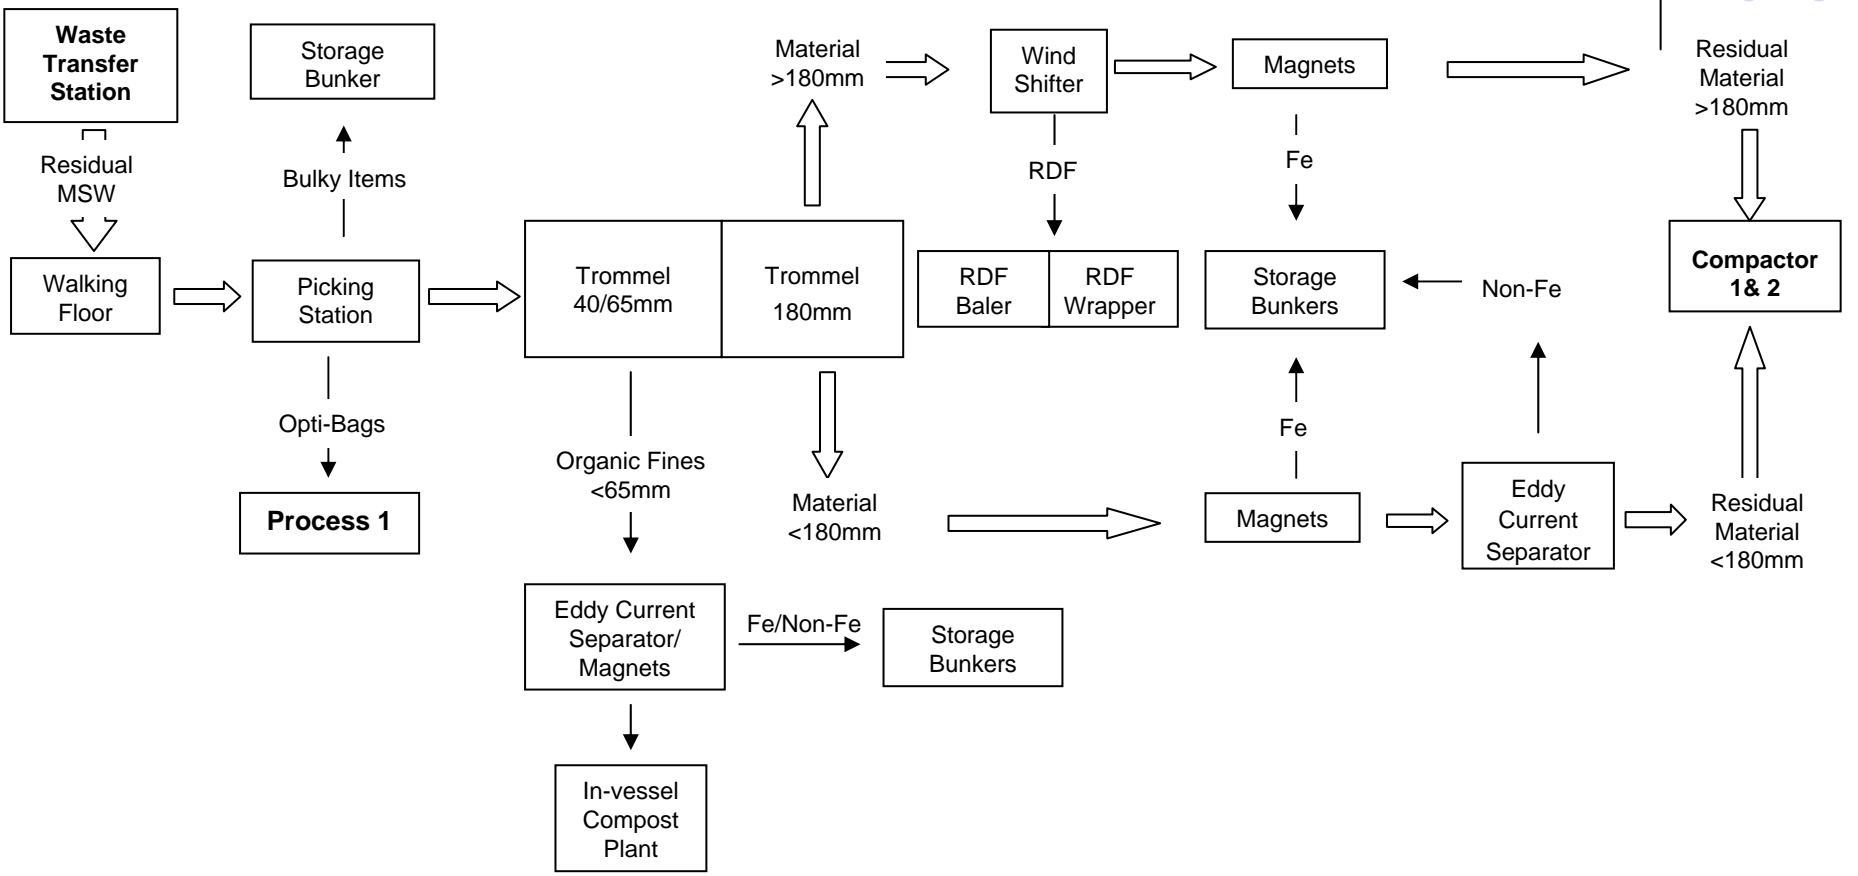 Waste
Transfer
Station
Storage
Bunker
Material
>180mm
Wind
Shifter
Magnets
Residual
Material
>180mm
Residual
MSW
Bulky Items
RDF
Fe
Walking
Floor
Picking
Station
Trommel
40/65mm
Trommel
180mm
RDF
Baler
RDF
Wrapper
Storage
Bunkers
Non-Fe
Compactor
1& 2
Opti-Bags
Organic Fines
<65mm
Material
<180mm
Fe
Magnets
Eddy
Current
Separator
Residual
Material
<180mm
Process 1
Eddy Current
Separator/
Magnets
Fe/Non-Fe
Storage
Bunkers
In-vessel
Compost
Plant